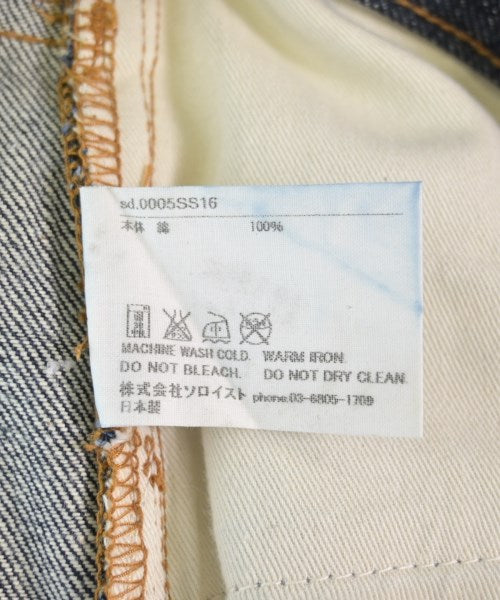 sd.0005SS16
本体 綿 100%
MACHINE WASH COLD. WARM IRON.
DO NOT BLEACH. DO NOT DRY CLEAN.
株式会社ソロイスト phone.03-6805-1709
日本製